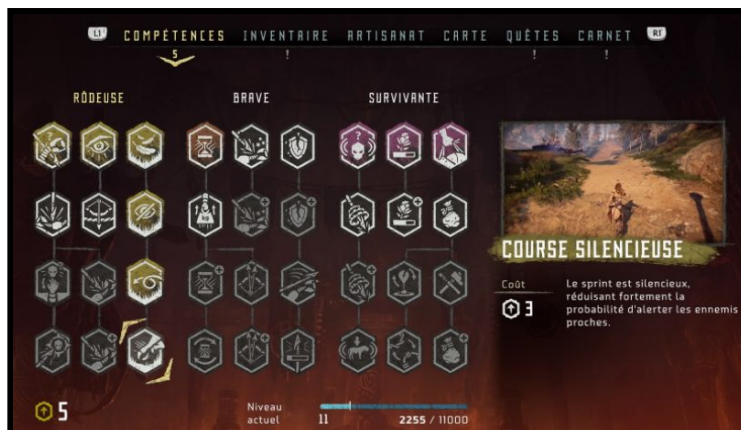 L1 COMPÉTENCES INVENTAIRE ARTISANAT CARTE QUÊTES CARNET R1
5 ! ! !
RÔDEUSE BRAVE SURVIVANTE
COURSE SILENCIEUSE
Coût
3
Le sprint est silencieux,
réduisant fortement la
probabilité d'alerter les ennemis
proches.
5
Niveau
actuel
11 2255 / 11000